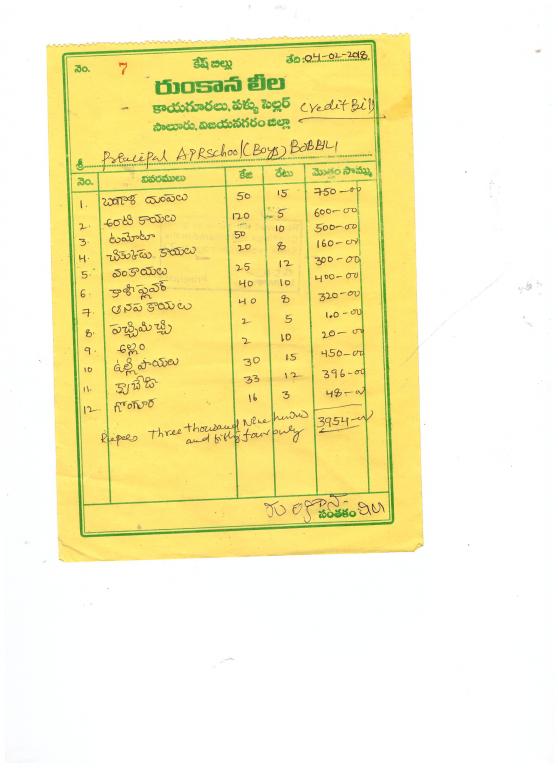 కేష్ బిల్లు
నెం. 7 తేది: 04-02-2018
రుంకాన లీల
కాయగూరలు, పళ్ళు సెల్లర్ Credit Bill
సాలూరు, విజయనగరం జిల్లా
శ్రీ Principal APRSchool (Boys) BOBBILI
నెం. వివరములు కేజి రేటు మొత్తం సొమ్ము
1. బంగాళ దుంపలు 50 15 750-00
2. అరటి కాయలు 120 5 600-00
3. టమోటా 50 10 500-00
4. చిక్కుడు కాయలు 20 8 160-00
5. వంకాయలు 25 12 300-00
6. కాలీఫ్లవర్ 40 10 400-00
7. ఆనప కాయలు 40 8 320-00
8. పచ్చిమిర్చి 2 5 10-00
9. అల్లం 2 10 20-00
10 ఉల్లి పాయలు 30 15 450-00
11. క్యాబేజి 33 12 396-00
12. గోంగూర 16 3 48-00
Rupees Three thousand Nine hundred 3954-00
and fifty four only
సంతకం